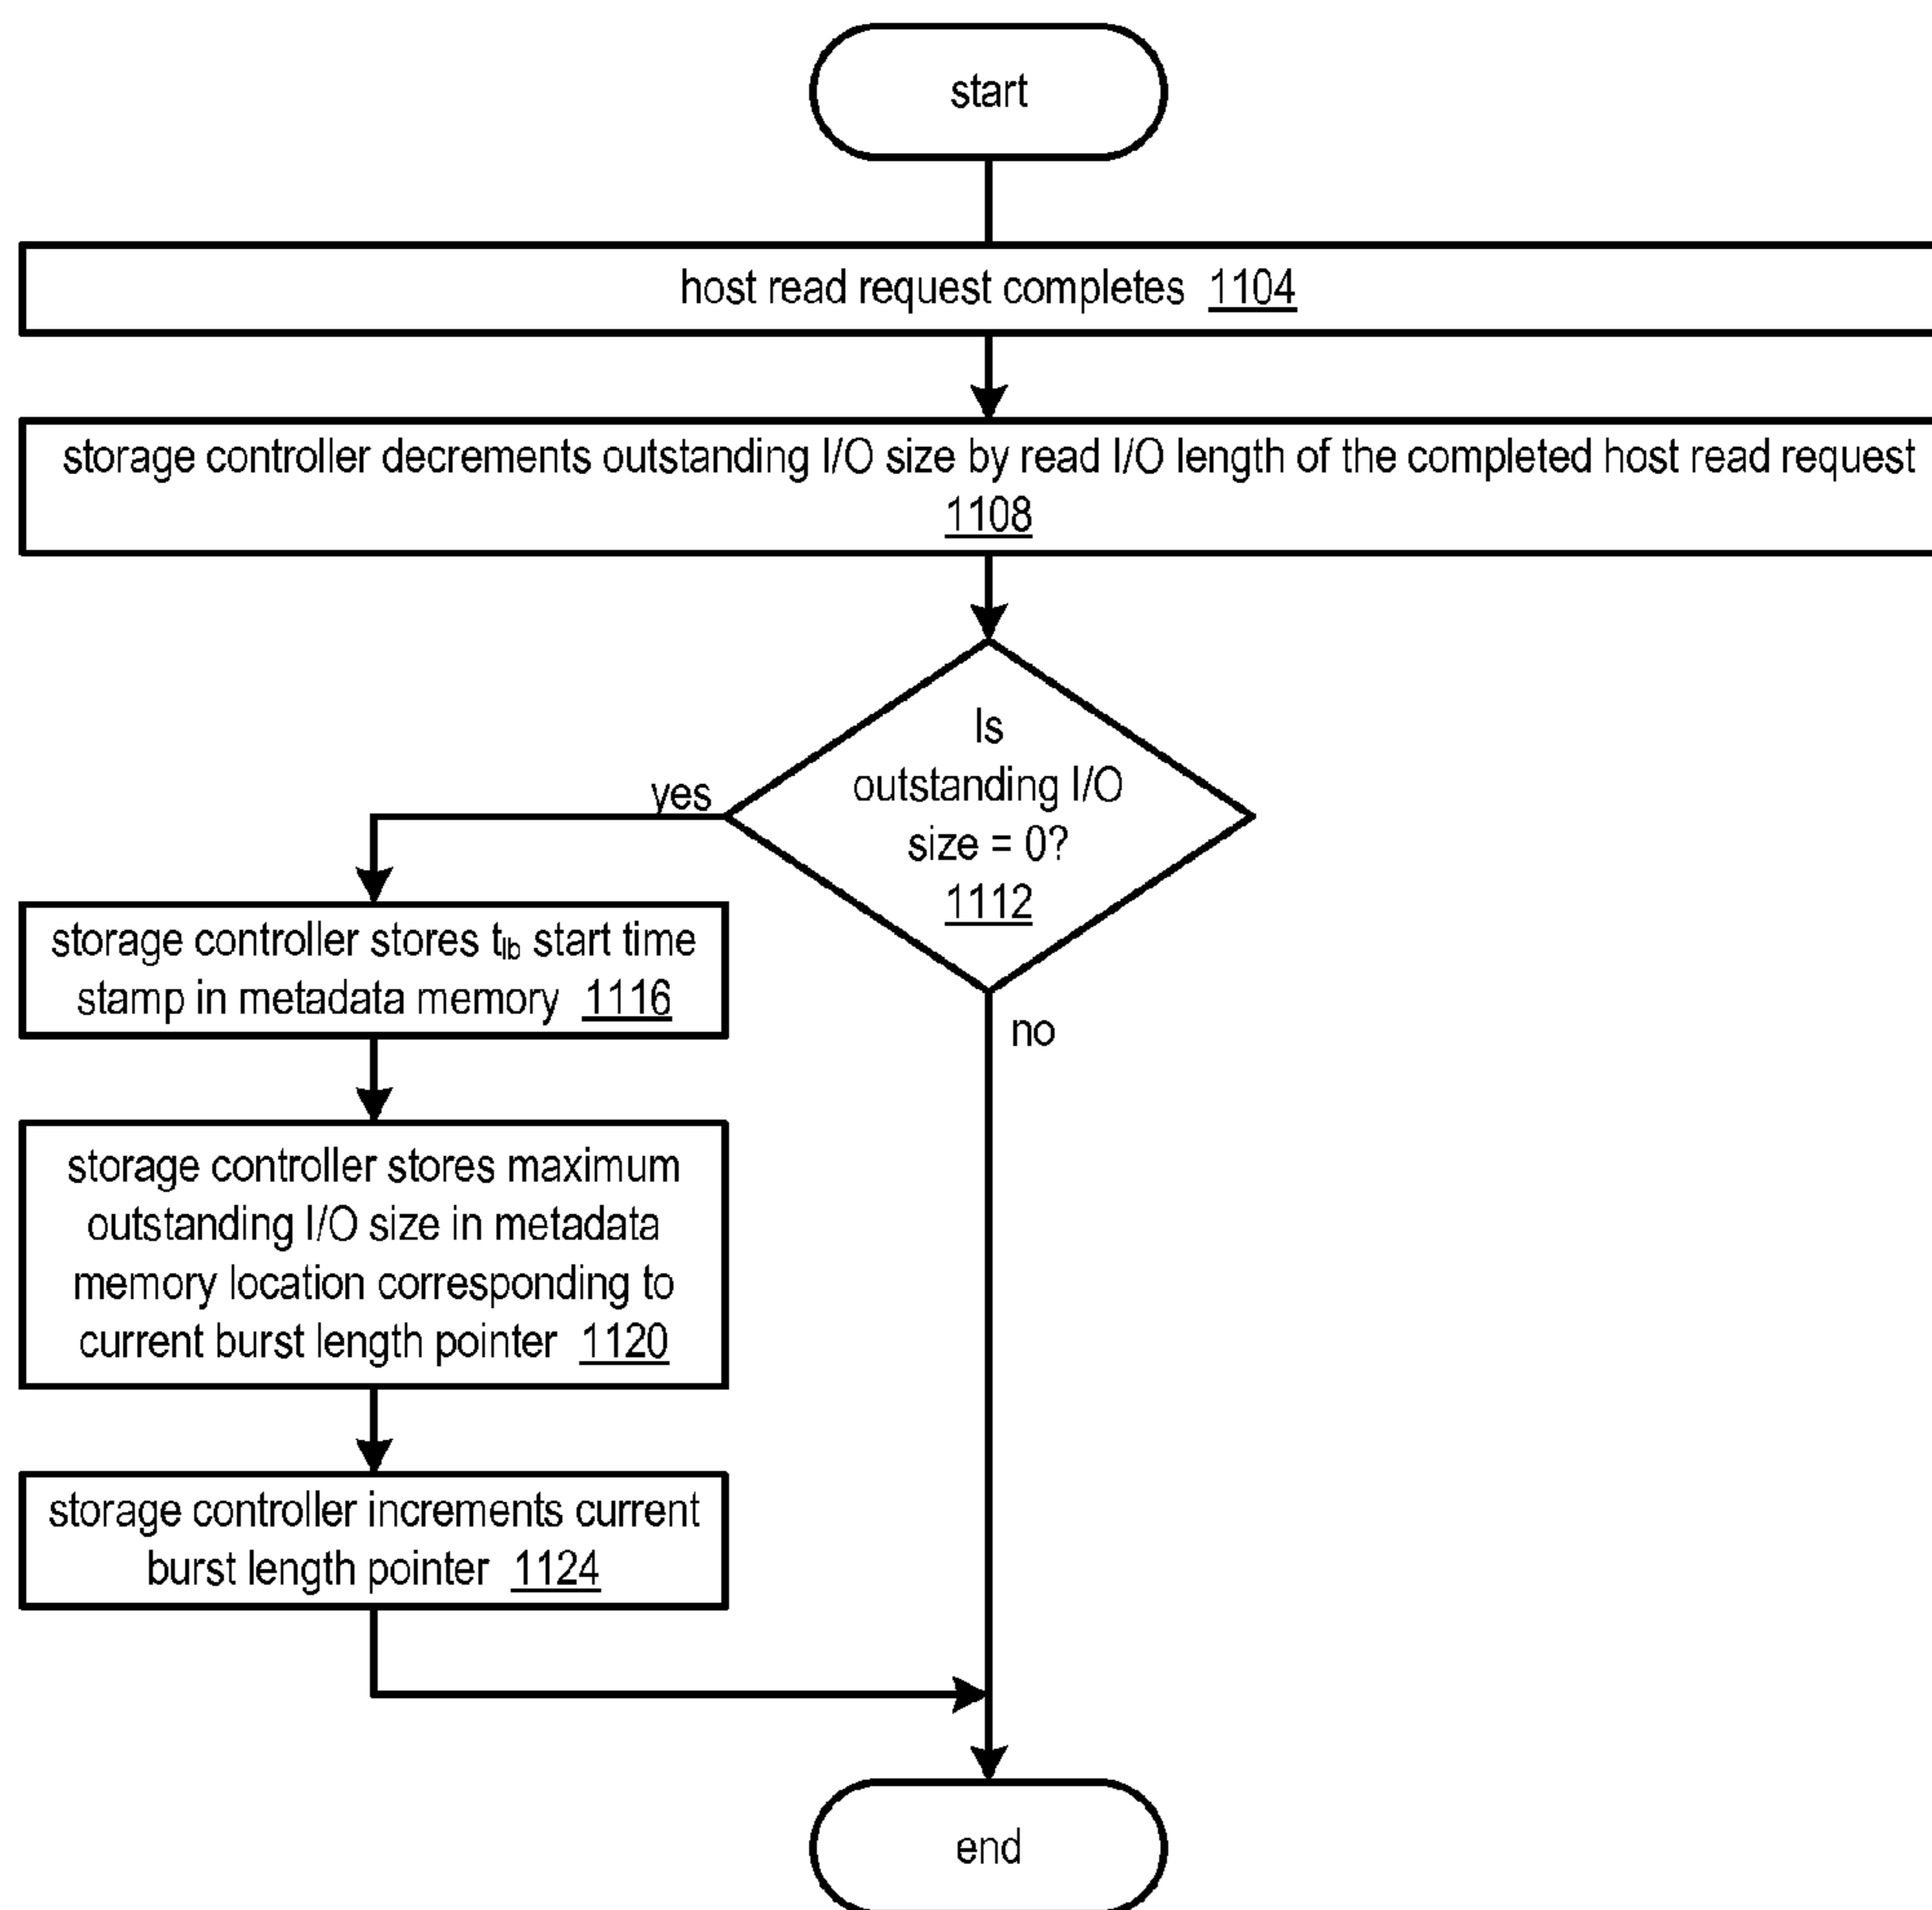 start
host read request completes 1104
storage controller decrements outstanding I/O size by read I/O length of the completed host read request
1108
Is
outstanding I/O
size = 0?
1112
yes
no
storage controller stores tlb start time
stamp in metadata memory 1116
storage controller stores maximum
outstanding I/O size in metadata
memory location corresponding to
current burst length pointer 1120
storage controller increments current
burst length pointer 1124
end